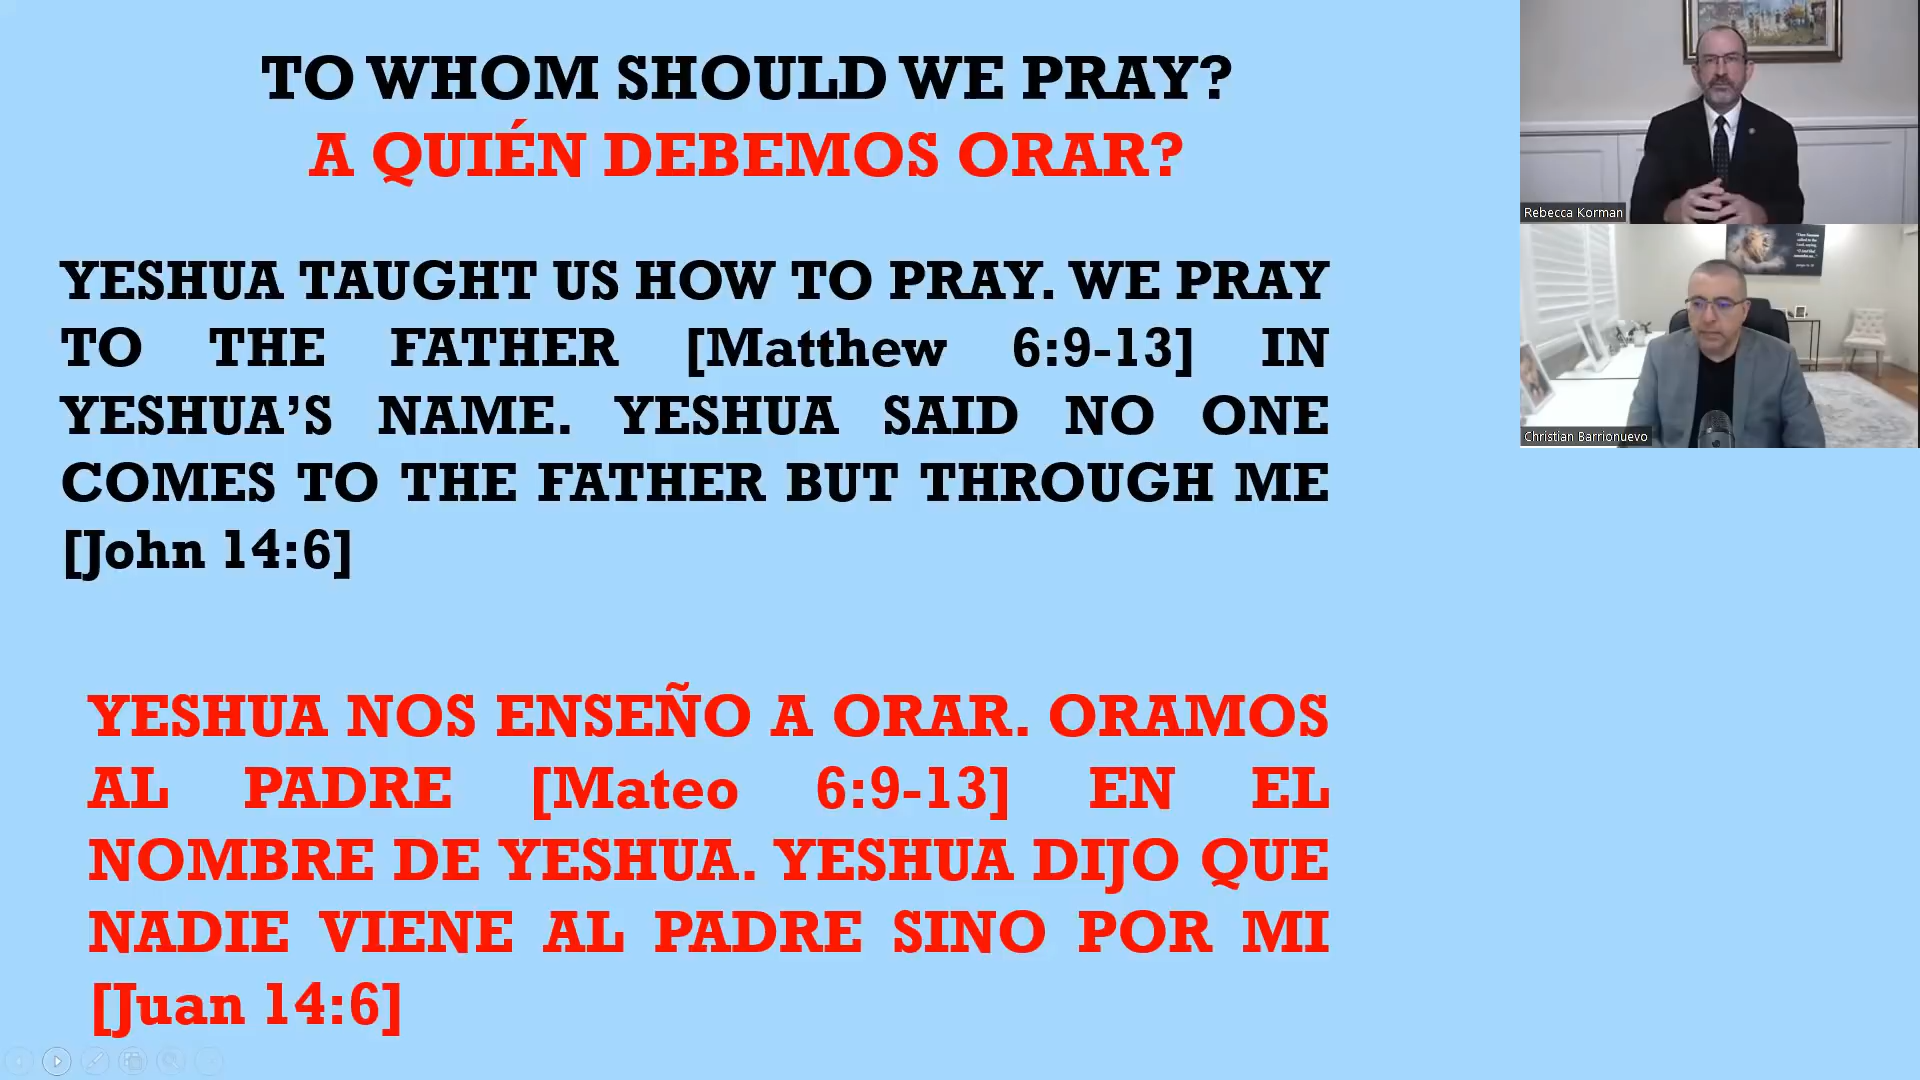 TO WHOM SHOULD WE PRAY?
A QUIÉN DEBEMOS ORAR?
YESHUA TAUGHT US HOW TO PRAY. WE PRAY
TO THE FATHER [Matthew 6:9-13] IN
YESHUA’S NAME. YESHUA SAID NO ONE
COMES TO THE FATHER BUT THROUGH ME
[John 14:6]
YESHUA NOS ENSEÑO A ORAR. ORAMOS
AL PADRE [Mateo 6:9-13] EN EL
NOMBRE DE YESHUA. YESHUA DIJO QUE
NADIE VIENE AL PADRE SINO POR MI
[Juan 14:6]
Rebecca Korman
Christian Barrionuevo